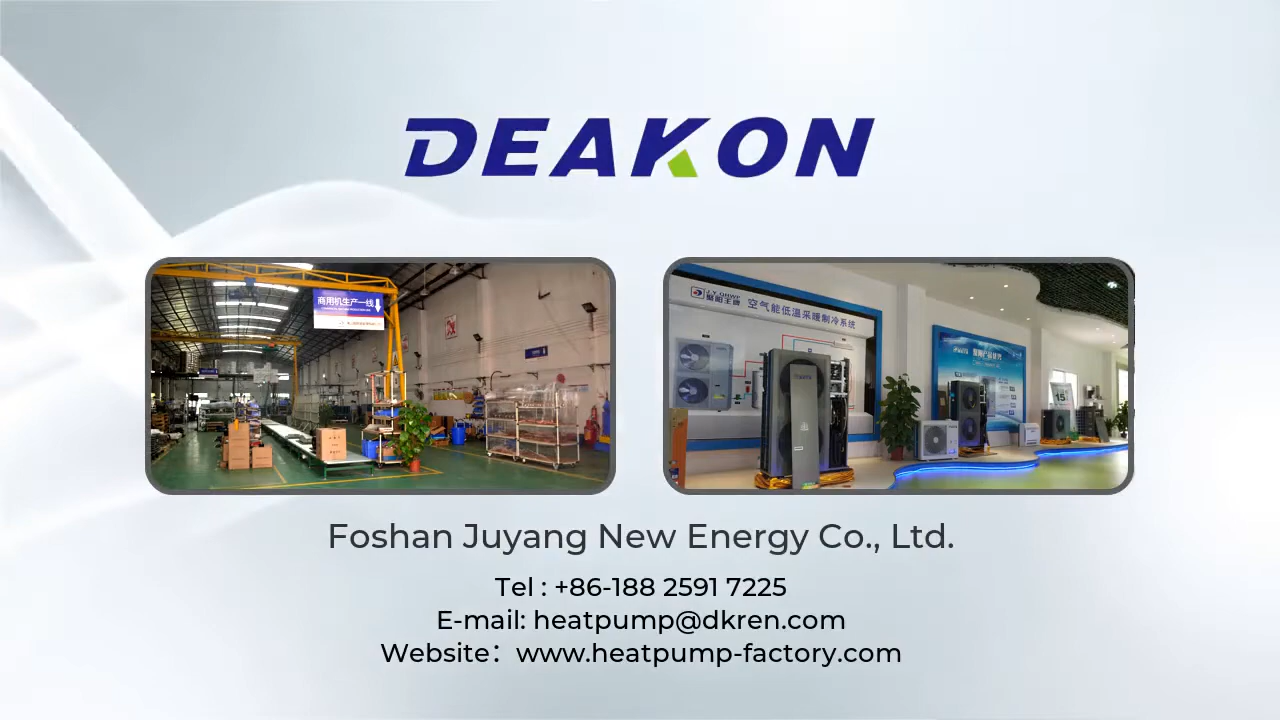 DEAKON
商用机生产一线
空气能低温采暖制冷系统
15
Foshan Juyang New Energy Co., Ltd.
Tel : +86-188 2591 7225
E-mail: heatpump@dkren.com
Website：www.heatpump-factory.com